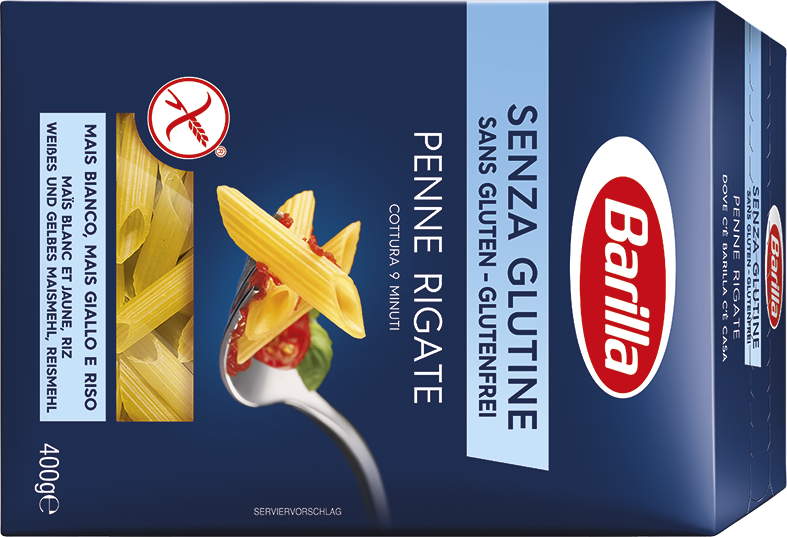 Barilla
SENZA GLUTINE
SANS GLUTEN - GLUTENFREI
PENNE RIGATE
COTTURA 9 MINUTI
MAIS BIANCO, MAIS GIALLO E RISO
MAÏS BLANC ET JAUNE, RIZ
WEIßES UND GELBES MAISMEHL, REISMEHL
400g℮
SERVIERVORSCHLAG
®
Barilla
SENZA GLUTINE
SANS GLUTEN - GLUTENFREI
PENNE RIGATE
DOVE C'È BARILLA C'È CASA